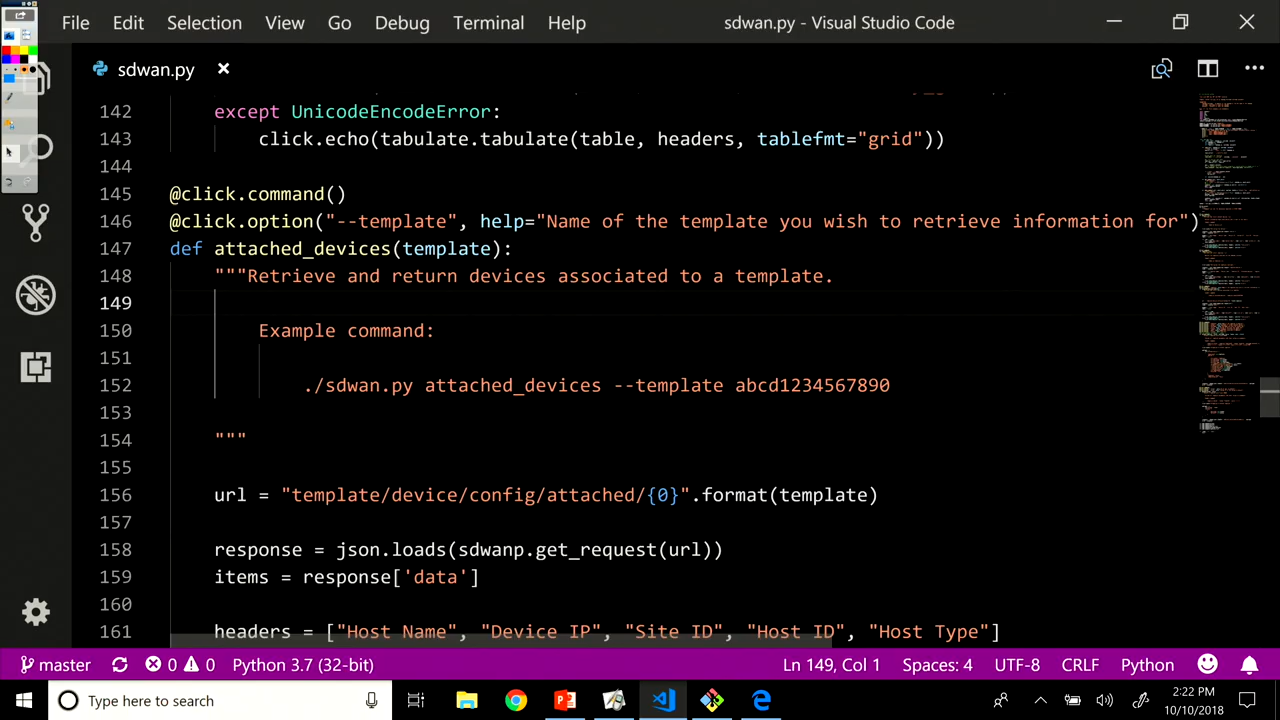 File Edit Selection View Go Debug Terminal Help sdwan.py - Visual Studio Code
sdwan.py
142 except UnicodeEncodeError:
143 click.echo(tabulate.tabulate(table, headers, tablefmt="grid"))
144
145 @click.command()
146 @click.option("--template", help="Name of the template you wish to retrieve information for")
147 def attached_devices(template):
148 """Retrieve and return devices associated to a template.
149
150 Example command:
151
152 ./sdwan.py attached_devices --template abcd1234567890
153
154 """
155
156 url = "template/device/config/attached/{0}".format(template)
157
158 response = json.loads(sdwanp.get_request(url))
159 items = response['data']
160
161 headers = ["Host Name", "Device IP", "Site ID", "Host ID", "Host Type"]
master 0 0 Python 3.7 (32-bit) Ln 149, Col 1 Spaces: 4 UTF-8 CRLF Python
Type here to search
2:22 PM
10/10/2018